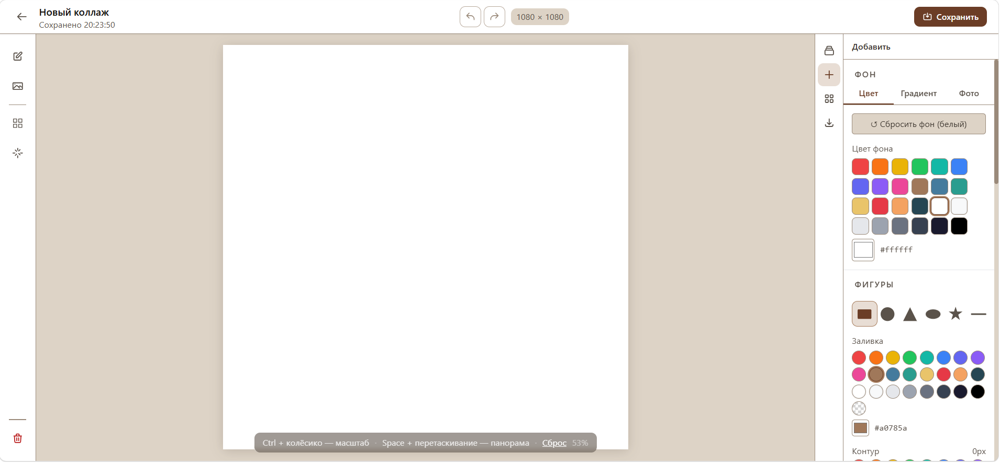 Новый коллаж
Сохранено 20:23:50
1080 × 1080
Сохранить
Добавить
ФОН
Цвет
Градиент
Фото
↺ Сбросить фон (белый)
Цвет фона
#ffffff
ФИГУРЫ
Заливка
#a0785a
Контур
0px
Ctrl + колёсико — масштаб · Space + перетаскивание — панорама · Сброс 53%